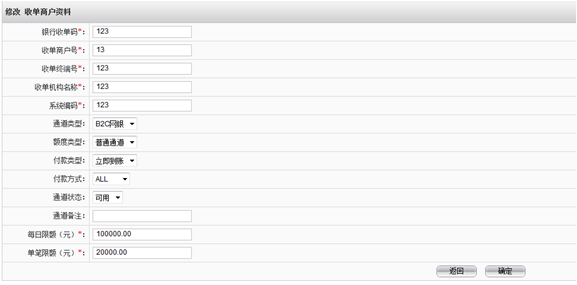 修改 收单商户资料
银行收单码*: 123
收单商户号*: 13
收单终端号*: 123
收单机构名称*: 123
系统编码*: 123
通道类型: B2C网银
额度类型: 普通通道
付款类型: 立即到账
付款方式: ALL
通道状态: 可用
通道备注:
每日限额（元）*: 100000.00
单笔限额（元）*: 20000.00
返回 确定